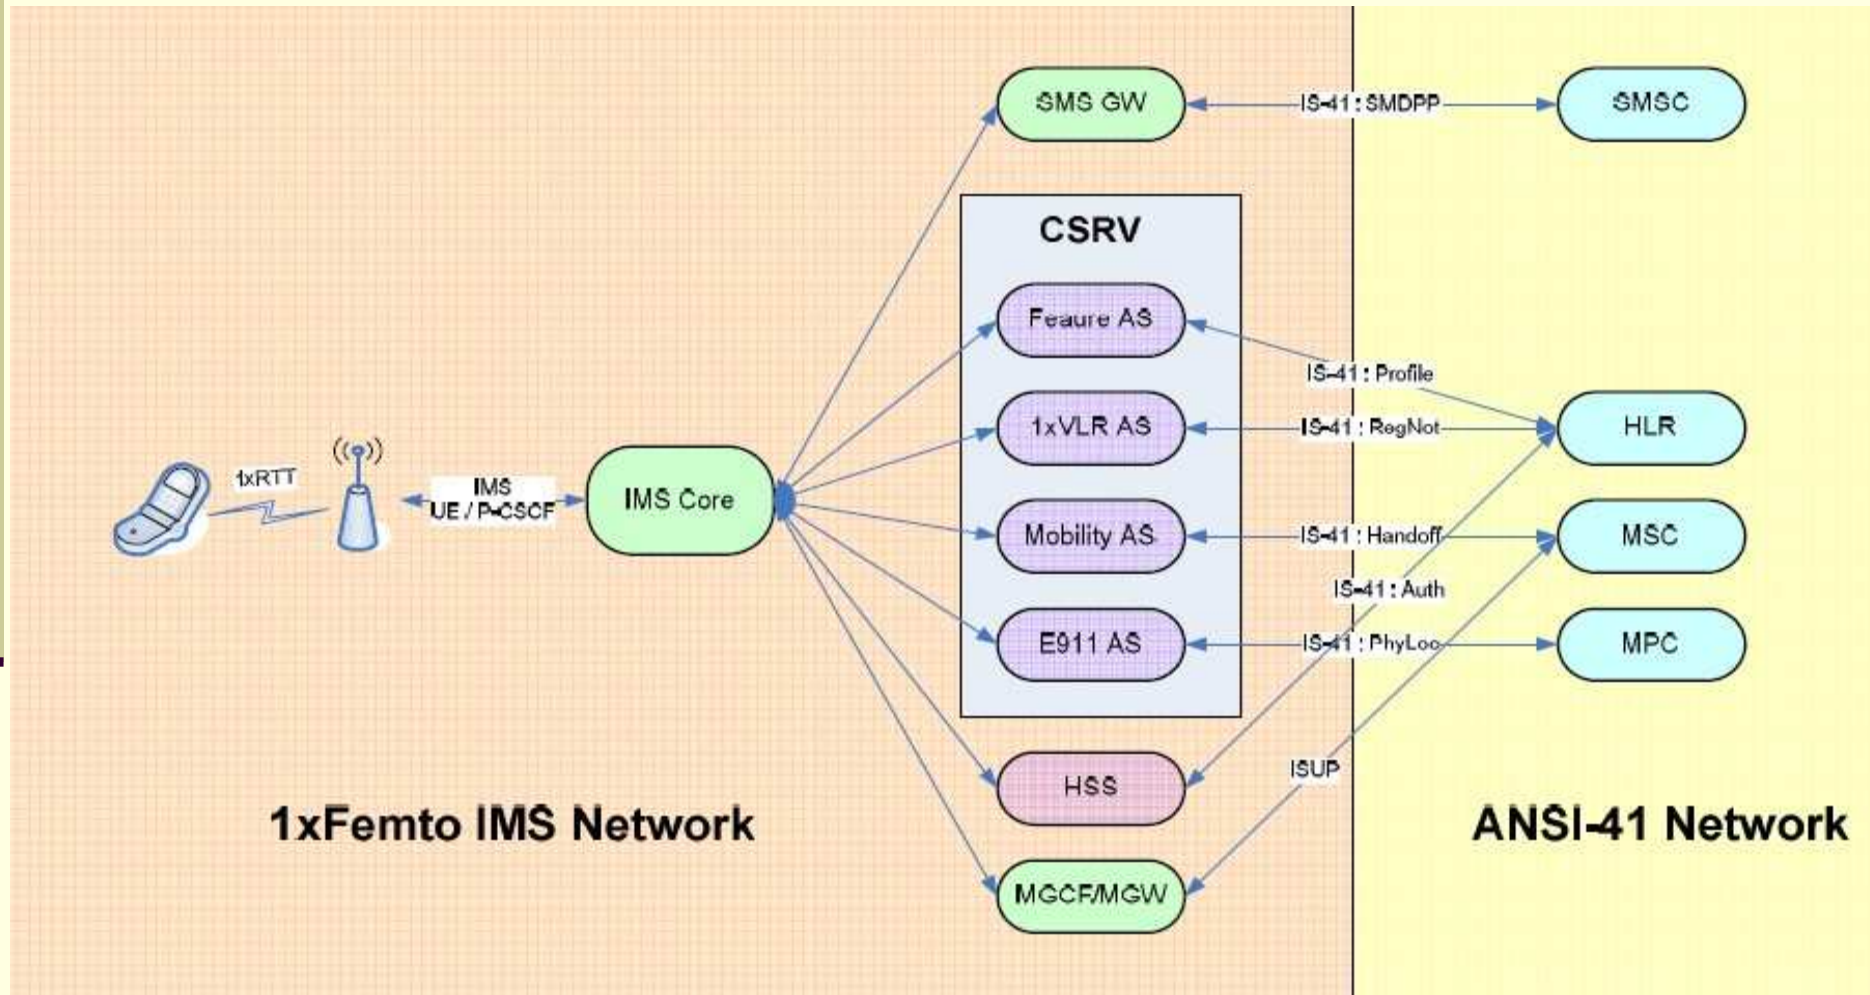 SMS GW
IS-41: SMDPP
SMSC
CSRV
Feaure AS
IS-41: Profile
1xVLR AS
IS-41: RegNot
HLR
1xRTT
IMS
UE / P-CSCF
IMS Core
Mobility AS
IS-41: Handoff
MSC
IS-41: Auth
E911 AS
IS-41: PhyLoc
MPC
ISUP
HSS
1xFemto IMS Network
ANSI-41 Network
MGCF/MGW